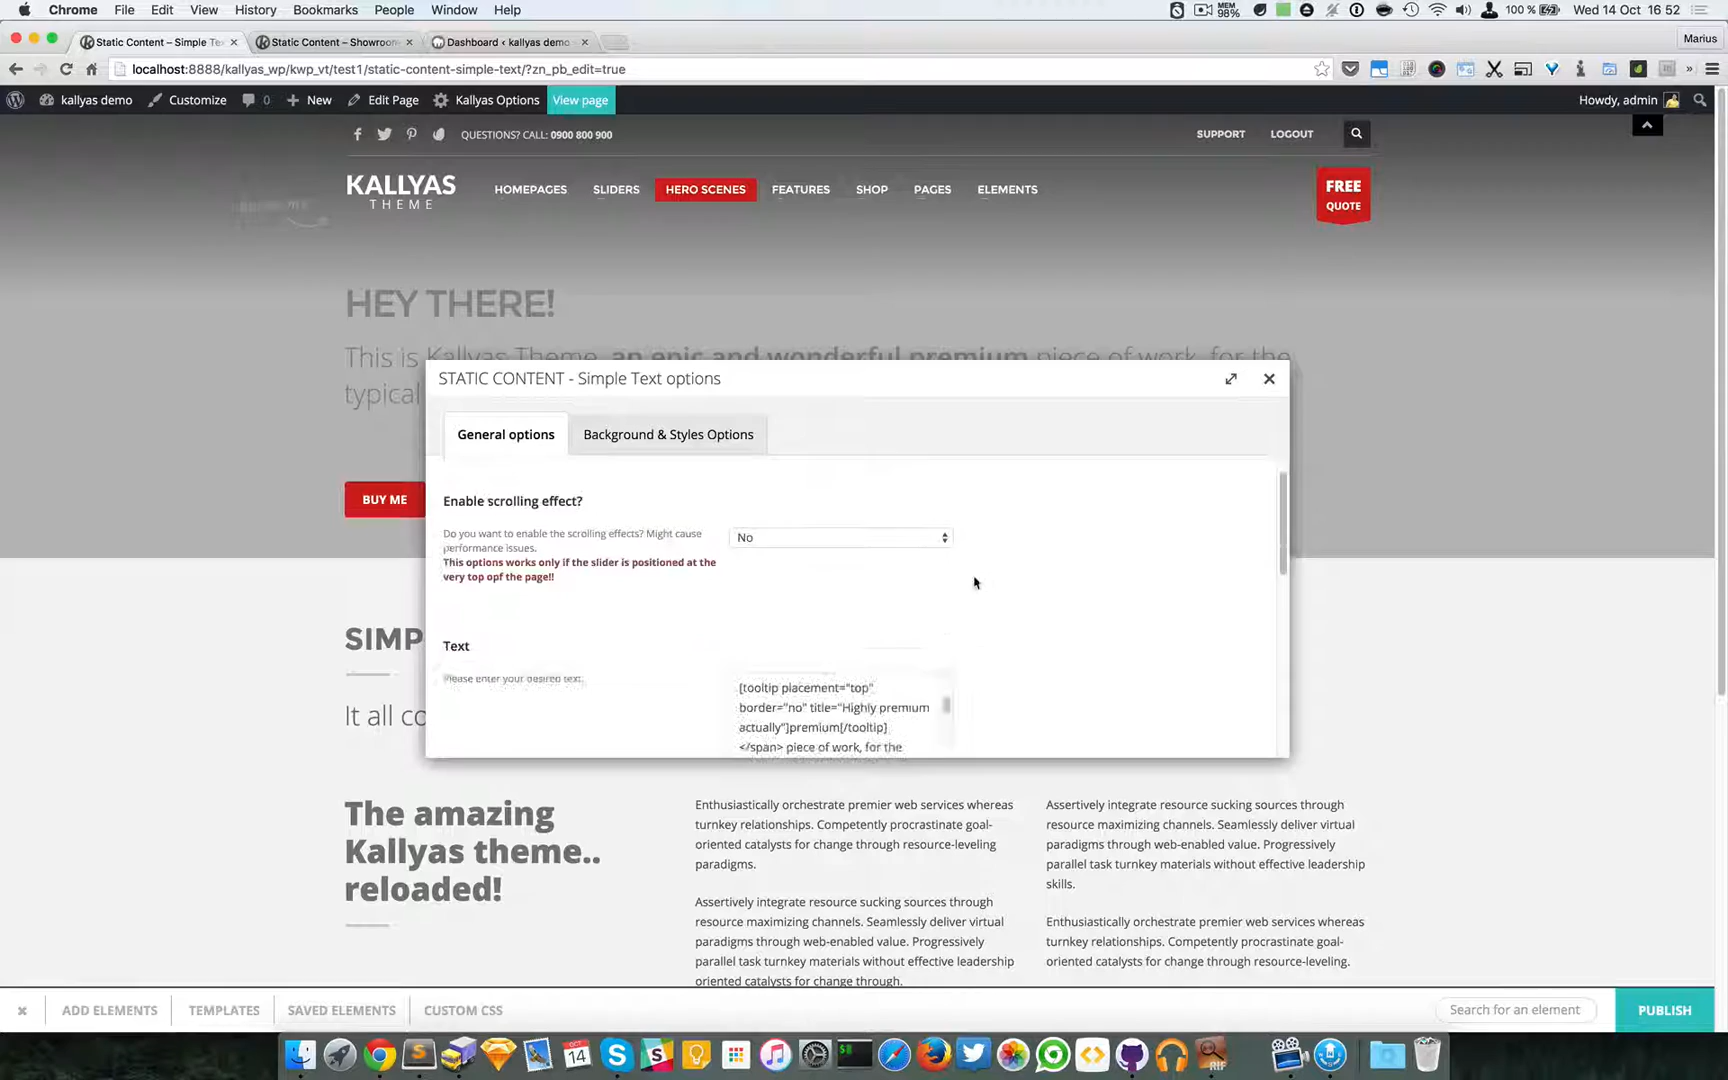 Chrome File Edit View History Bookmarks People Window Help MEM 98% 100 % Wed 14 Oct 16 52
Static Content – Simple Te Static Content – Showroom Dashboard ‹ kallyas demo Marius
localhost:8888/kallyas_wp/kwp_vt/test1/static-content-simple-text/?zn_pb_edit=true
kallyas demo Customize 0 New Edit Page Kallyas Options View page Howdy, admin
QUESTIONS? CALL: 0900 800 900 SUPPORT LOGOUT
KALLYAS
THEME
HOMEPAGES SLIDERS HERO SCENES FEATURES SHOP PAGES ELEMENTS
FREE
QUOTE
HEY THERE!
This is Kallyas Theme, an epic and wonderful premium piece of work, for the
typical
BUY ME
STATIC CONTENT - Simple Text options
General options Background & Styles Options
Enable scrolling effect?
Do you want to enable the scrolling effects? Might cause
performance issues.
This options works only if the slider is positioned at the
very top opf the page!!
No
Text
Please enter your desired text.
[tooltip placement="top"
border="no" title="Highly premium
actually"]premium[/tooltip]
</span> piece of work, for the
SIMP
It all co
The amazing
Kallyas theme..
reloaded!
Enthusiastically orchestrate premier web services whereas
turnkey relationships. Competently procrastinate goal-
oriented catalysts for change through resource-leveling
paradigms.
Assertively integrate resource sucking sources through
resource maximizing channels. Seamlessly deliver virtual
paradigms through web-enabled value. Progressively
parallel task turnkey materials without effective leadership
oriented catalysts for change through.
Assertively integrate resource sucking sources through
resource maximizing channels. Seamlessly deliver virtual
paradigms through web-enabled value. Progressively
parallel task turnkey materials without effective leadership
skills.
Enthusiastically orchestrate premier web services whereas
turnkey relationships. Competently procrastinate goal-
oriented catalysts for change through resource-leveling.
ADD ELEMENTS TEMPLATES SAVED ELEMENTS CUSTOM CSS Search for an element PUBLISH
OCT
14
RIF